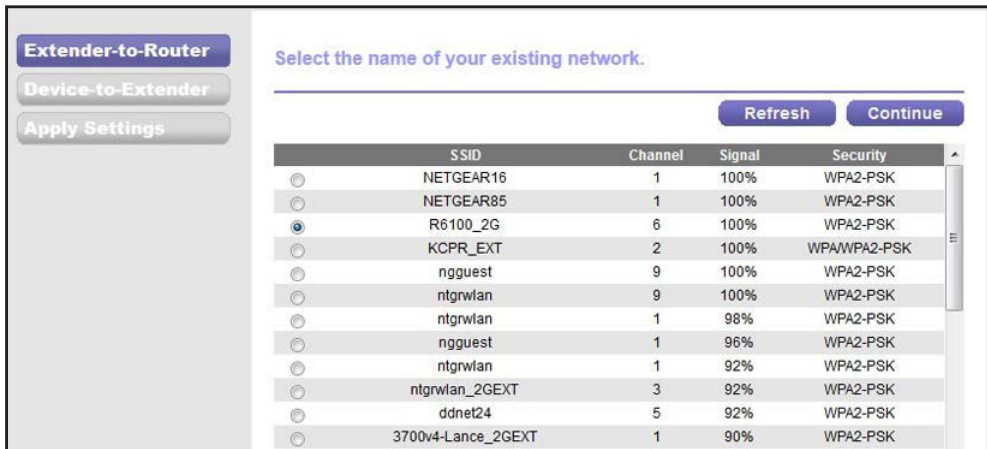 Extender-to-Router
Device-to-Extender
Apply Settings
Select the name of your existing network.
Refresh Continue
SSID Channel Signal Security
NETGEAR16 1 100% WPA2-PSK
NETGEAR85 1 100% WPA2-PSK
R6100_2G 6 100% WPA2-PSK
KCPR_EXT 2 100% WPA/WPA2-PSK
ngguest 9 100% WPA2-PSK
ntgrwlan 9 100% WPA2-PSK
ntgrwlan 1 98% WPA2-PSK
ngguest 1 96% WPA2-PSK
ntgrwlan 1 92% WPA2-PSK
ntgrwlan_2GEXT 3 92% WPA2-PSK
ddnet24 5 92% WPA2-PSK
3700v4-Lance_2GEXT 1 90% WPA2-PSK